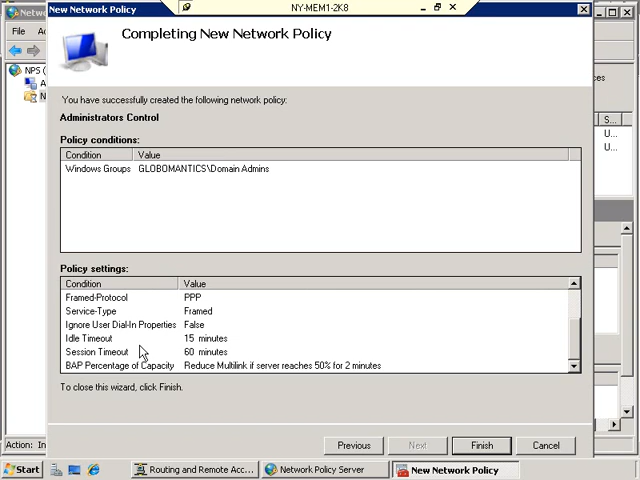 Netwo
New Network Policy
NY-MEM1-2K8
File
A
NPS (
A
N
Completing New Network Policy
You have successfully created the following network policy:
Administrators Control
Policy conditions:
Condition Value
Windows Groups GLOBOMANTICS\Domain Admins
Policy settings:
Condition Value
Framed-Protocol PPP
Service-Type Framed
Ignore User Dial-In Properties False
Idle Timeout 15 minutes
Session Timeout 60 minutes
BAP Percentage of Capacity Reduce Multilink if server reaches 50% for 2 minutes
To close this wizard, click Finish.
Previous Next Finish Cancel
ces
S...
U...
U...
Action: In
Start Routing and Remote Acc... Network Policy Server New Network Policy